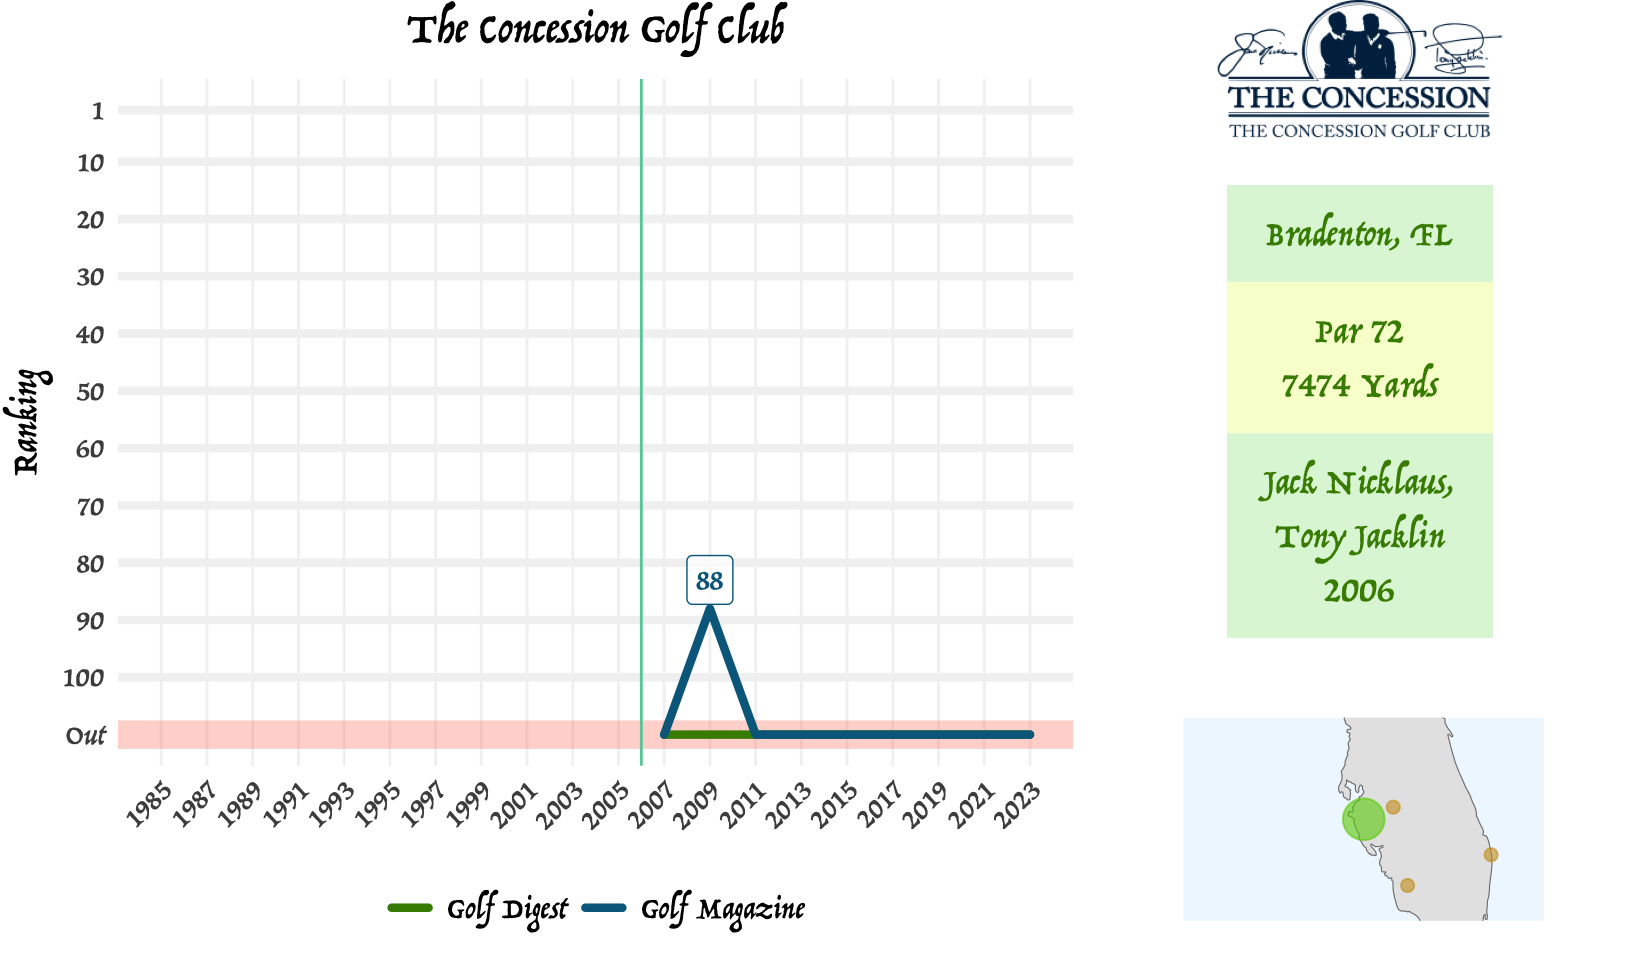 The Concession Golf Club
Ranking
1
10
20
30
40
50
60
70
80
90
100
Out
88
1985
1987
1989
1991
1993
1995
1997
1999
2001
2003
2005
2007
2009
2011
2013
2015
2017
2019
2021
2023
Golf Digest
Golf Magazine
THE CONCESSION
THE CONCESSION GOLF CLUB
Bradenton, FL
Par 72
7474 Yards
Jack Nicklaus,
Tony Jacklin
2006